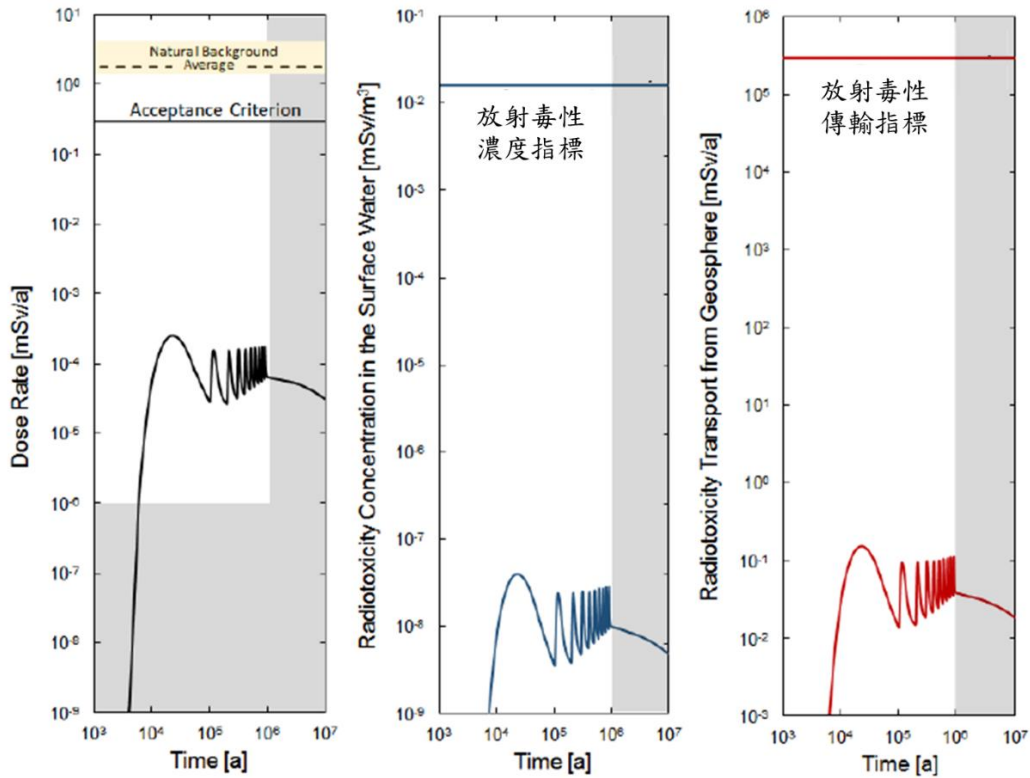 Dose Rate [mSv/a]
10¹
10⁰
10⁻¹
10⁻²
10⁻³
10⁻⁴
10⁻⁵
10⁻⁶
10⁻⁷
10⁻⁸
10⁻⁹
Natural Background
Average
Acceptance Criterion
10³ 10⁴ 10⁵ 10⁶ 10⁷
Time [a]
Radiotoxicity Concentration in the Surface Water [mSv/m³]
10⁻¹
10⁻²
10⁻³
10⁻⁴
10⁻⁵
10⁻⁶
10⁻⁷
10⁻⁸
10⁻⁹
放射毒性
濃度指標
10³ 10⁴ 10⁵ 10⁶ 10⁷
Time [a]
Radiotoxicity Transport from Geosphere [mSv/a]
10⁶
10⁵
10⁴
10³
10²
10¹
10⁰
10⁻¹
10⁻²
10⁻³
放射毒性
傳輸指標
10³ 10⁴ 10⁵ 10⁶ 10⁷
Time [a]